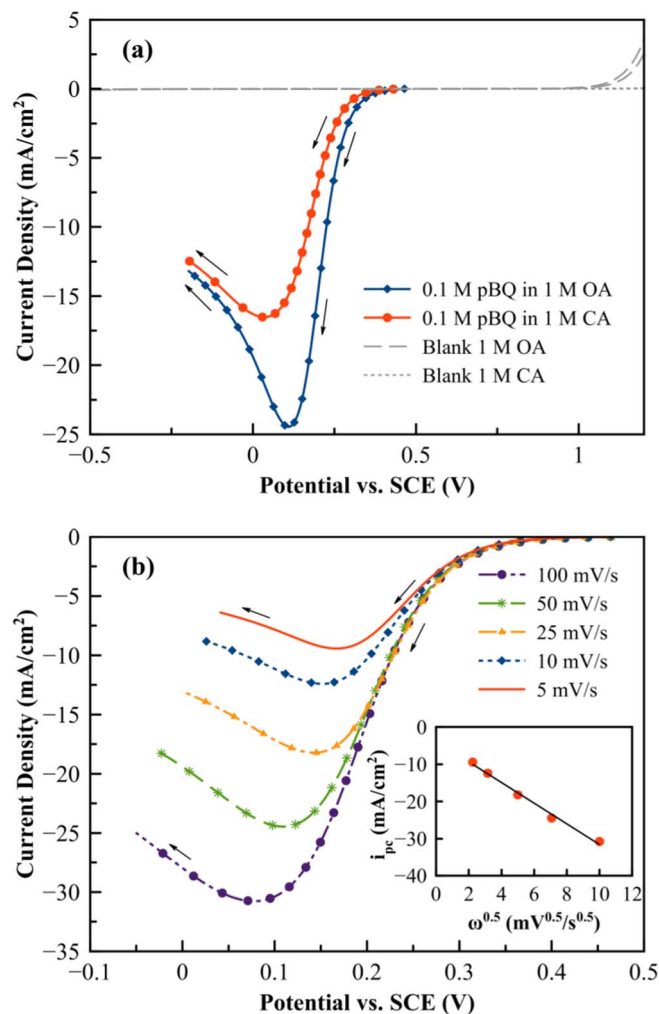 (a)
5
0
−5
−10
−15
−20
−25
Current Density (mA/cm²)
0.1 M pBQ in 1 M OA
0.1 M pBQ in 1 M CA
Blank 1 M OA
Blank 1 M CA
−0.5
0
0.5
1
Potential vs. SCE (V)
(b)
0
−5
−10
−15
−20
−25
−30
−35
Current Density (mA/cm²)
100 mV/s
50 mV/s
25 mV/s
10 mV/s
5 mV/s
0
−10
−20
−30
−40
i_pc (mA/cm²)
0 2 4 6 8 10 12
ω^0.5 (mV^0.5/s^0.5)
−0.1
0
0.1
0.2
0.3
0.4
0.5
Potential vs. SCE (V)